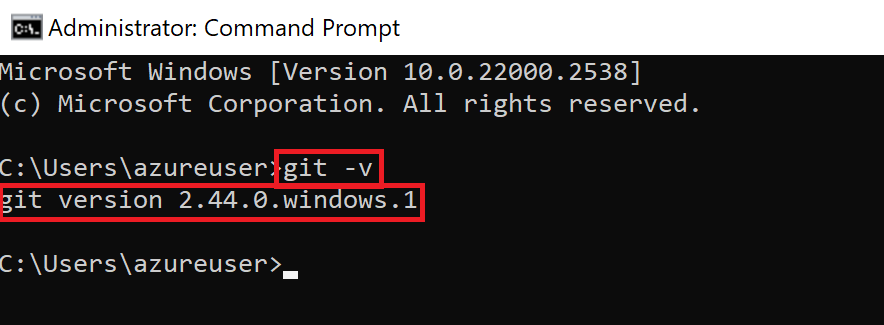 Administrator: Command Prompt
Microsoft Windows [Version 10.0.22000.2538]
(c) Microsoft Corporation. All rights reserved.
C:\Users\azureuser>git -v
git version 2.44.0.windows.1
C:\Users\azureuser>